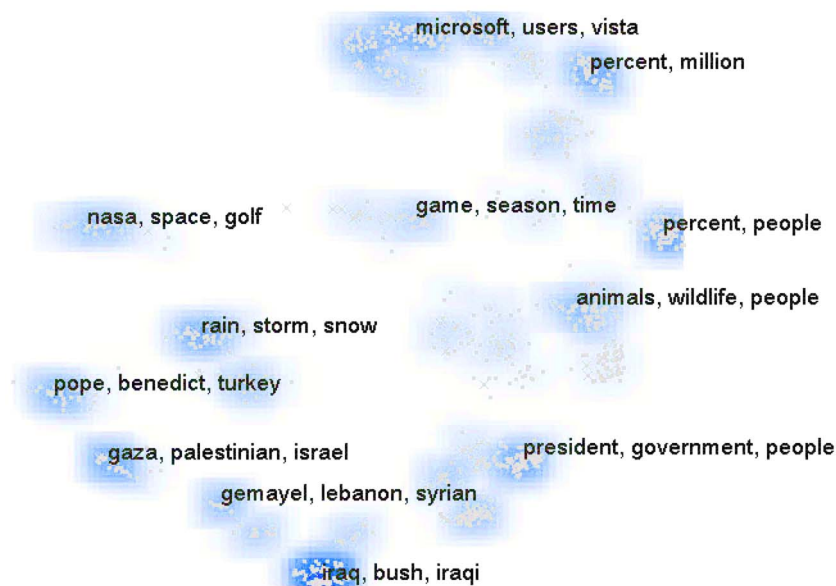 microsoft, users, vista
percent, million
nasa, space, golf
game, season, time
percent, people
animals, wildlife, people
rain, storm, snow
pope, benedict, turkey
gaza, palestinian, israel
president, government, people
gemayel, lebanon, syrian
iraq, bush, iraqi